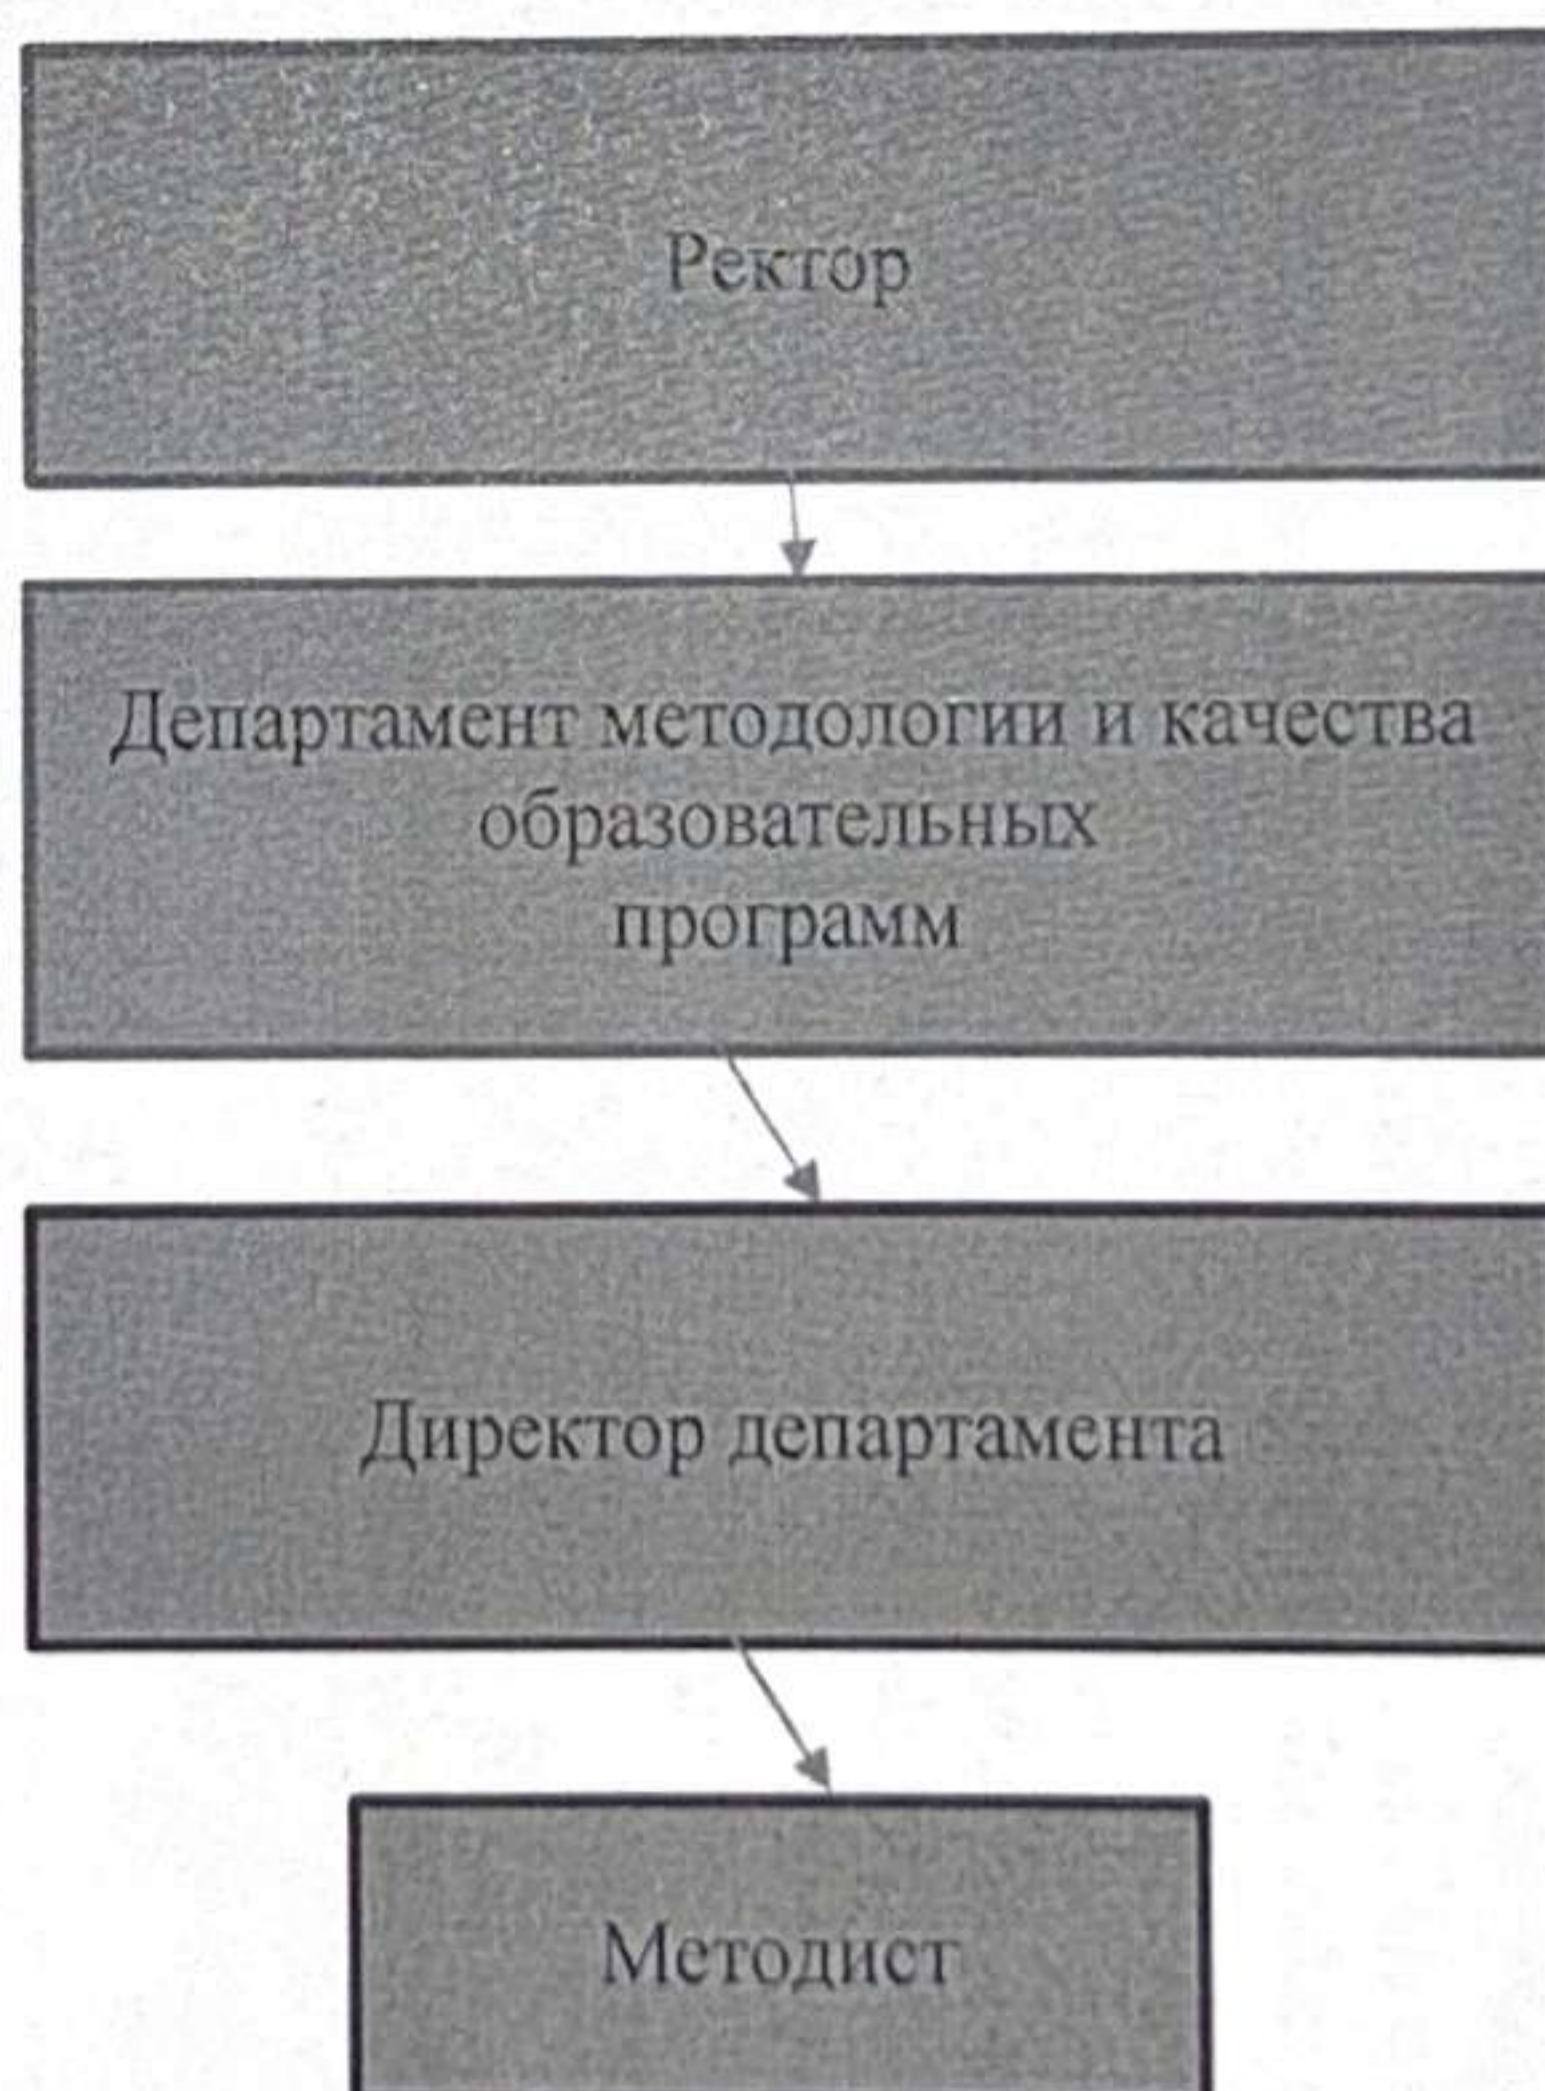 Ректор
Департамент методологии и качества
образовательных
программ
Директор департамента
Методист